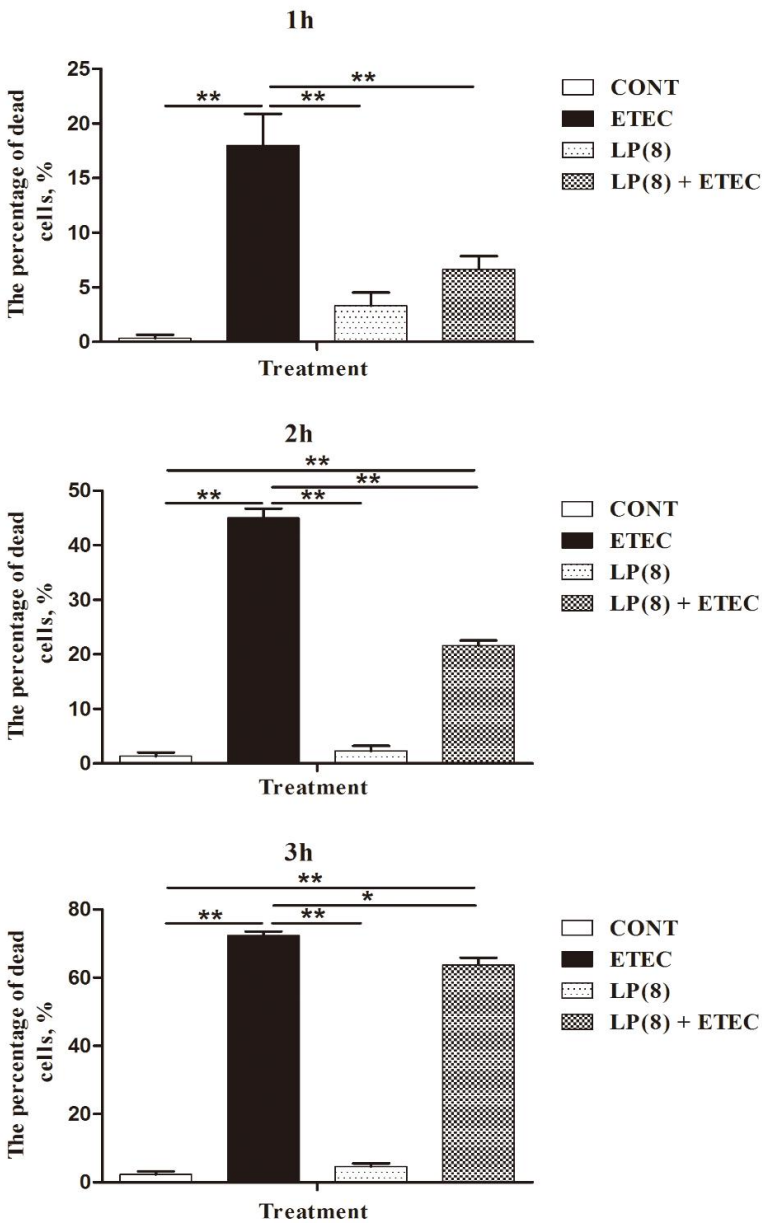 1h
The percentage of dead
cells, %
25
20
15
10
5
0
** ** **
Treatment
CONT
ETEC
LP(8)
LP(8) + ETEC
2h
The percentage of dead
cells, %
50
40
30
20
10
0
**
**
** **
Treatment
CONT
ETEC
LP(8)
LP(8) + ETEC
3h
The percentage of dead
cells, %
80
60
40
20
0
**
*
** **
Treatment
CONT
ETEC
LP(8)
LP(8) + ETEC